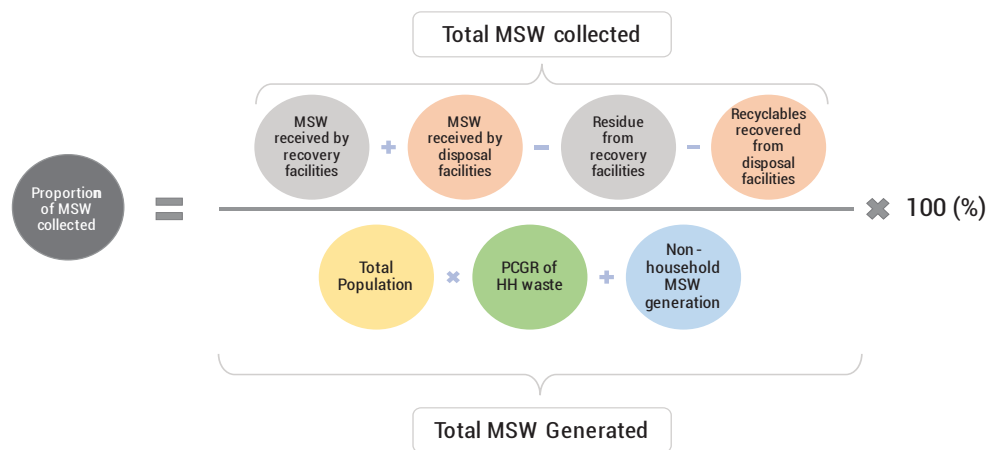 Total MSW collected
MSW
received by
recovery
facilities
+
MSW
received by
disposal
facilities
−
Residue
from
recovery
facilities
−
Recyclables
recovered
from
disposal
facilities
Proportion
of MSW
collected
=
× 100 (%)
Total
Population
×
PCGR of
HH waste
+
Non-
household
MSW
generation
Total MSW Generated